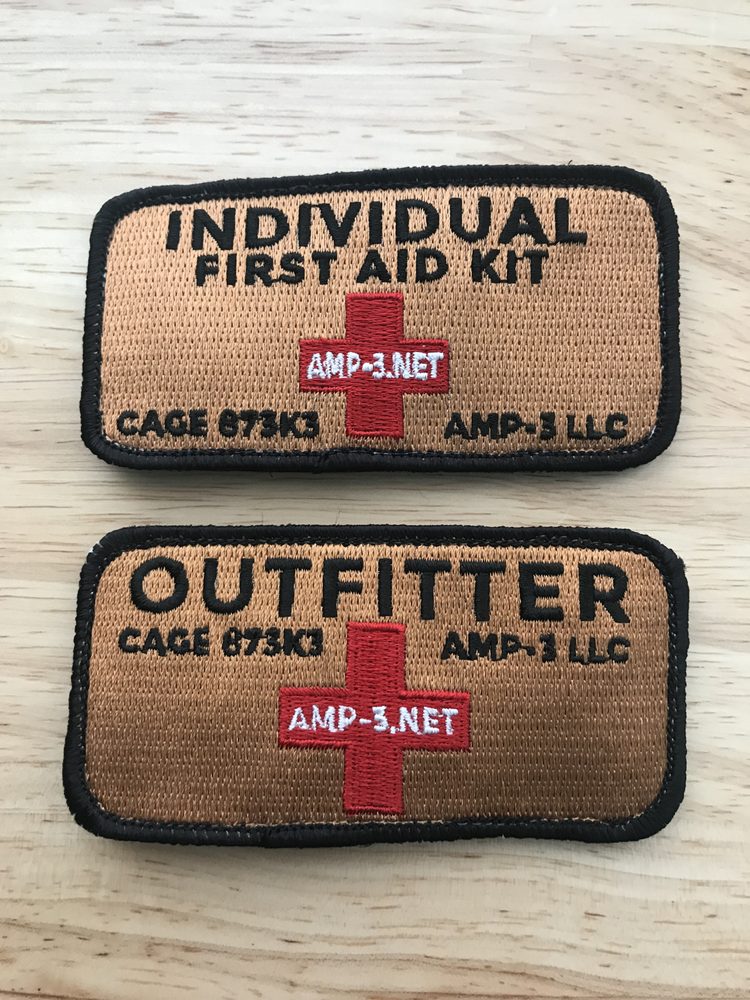 INDIVIDUAL
FIRST AID KIT
AMP-3.NET
CAGE 873K3 AMP-3 LLC
OUTFITTER
CAGE 873K3 AMP-3 LLC
AMP-3.NET